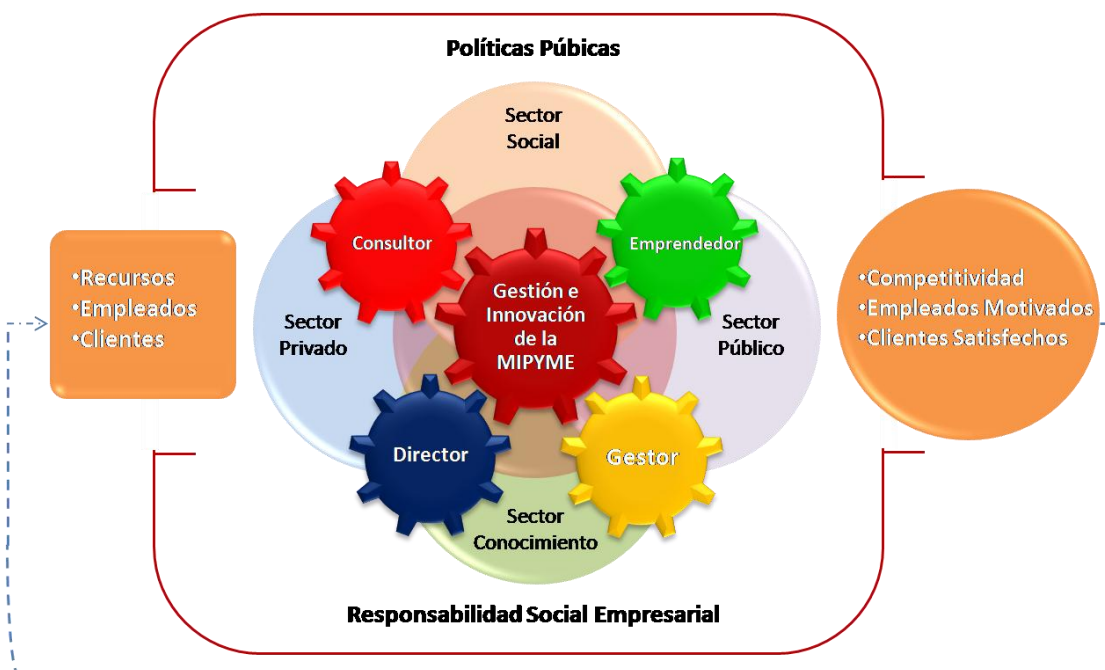 Políticas Púbicas
Sector
Social
Consultor
Emprendedor
•Recursos
•Empleados
•Clientes
Sector
Privado
Gestión e
Innovación
de la
MIPYME
Sector
Público
•Competitividad
•Empleados Motivados
•Clientes Satisfechos
Director
Gestor
Sector
Conocimiento
Responsabilidad Social Empresarial